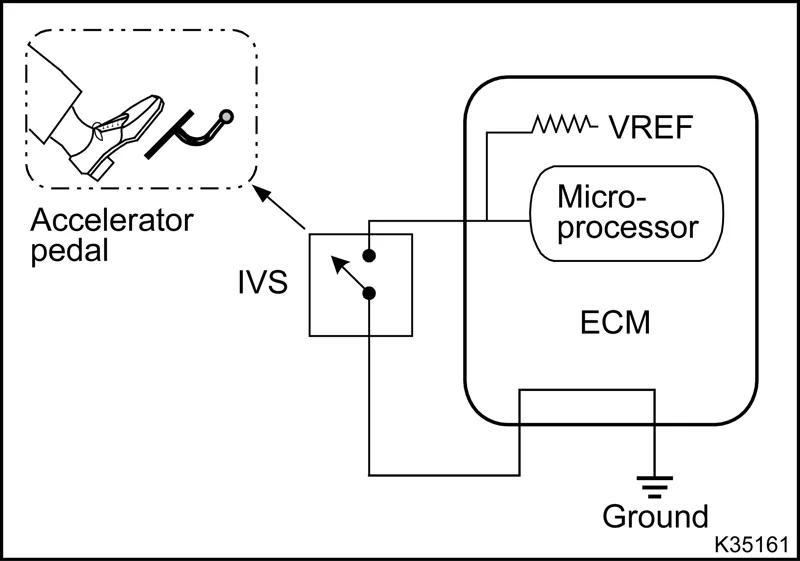 Accelerator
pedal
IVS
VREF
Micro-
processor
ECM
Ground
K35161